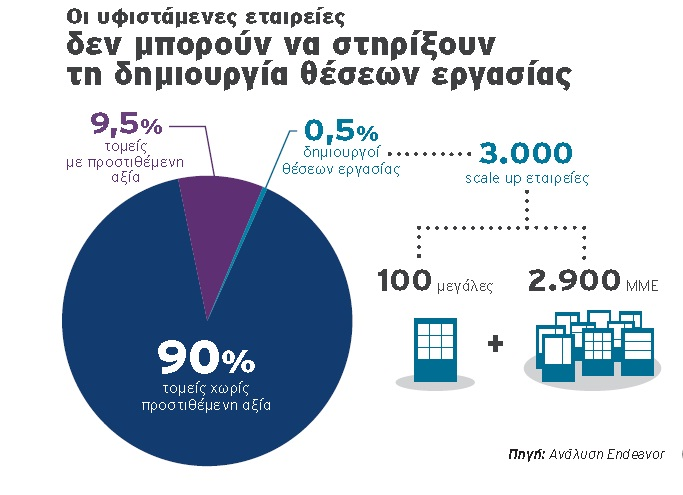 Οι υφιστάμενες εταιρείες
δεν μπορούν να στηρίξουν
τη δημιουργία θέσεων εργασίας
9,5%
τομείς
με προστιθέμενη
αξία
0,5%
δημιουργοί
θέσεων εργασίας
3.000
scale up εταιρείες
100 μεγάλες
2.900 ΜΜΕ
+
90%
τομείς χωρίς
προστιθέμενη αξία
Πηγή: Ανάλυση Endeavor